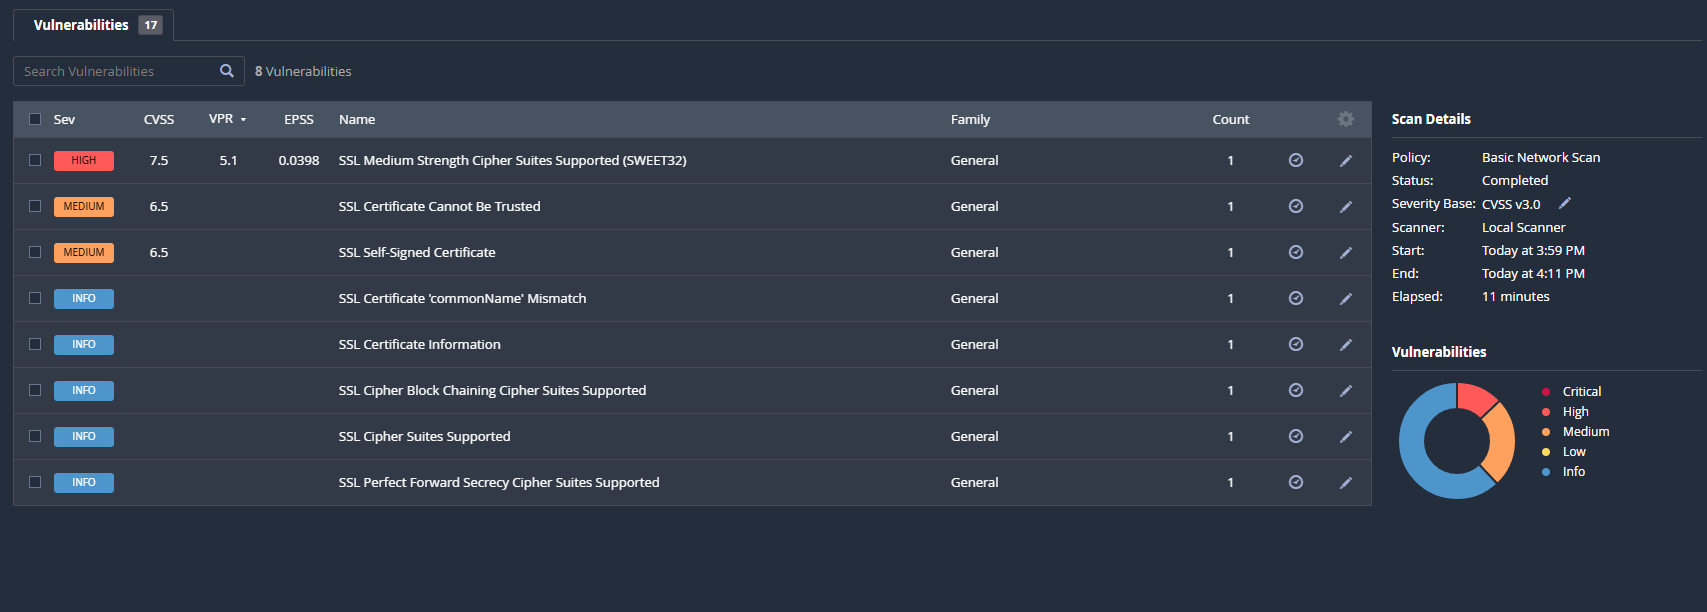 Vulnerabilities 17
Search Vulnerabilities
8 Vulnerabilities
Sev CVSS VPR EPSS Name Family Count
HIGH 7.5 5.1 0.0398 SSL Medium Strength Cipher Suites Supported (SWEET32) General 1
MEDIUM 6.5 SSL Certificate Cannot Be Trusted General 1
MEDIUM 6.5 SSL Self-Signed Certificate General 1
INFO SSL Certificate 'commonName' Mismatch General 1
INFO SSL Certificate Information General 1
INFO SSL Cipher Block Chaining Cipher Suites Supported General 1
INFO SSL Cipher Suites Supported General 1
INFO SSL Perfect Forward Secrecy Cipher Suites Supported General 1
Scan Details
Policy: Basic Network Scan
Status: Completed
Severity Base: CVSS v3.0
Scanner: Local Scanner
Start: Today at 3:59 PM
End: Today at 4:11 PM
Elapsed: 11 minutes
Vulnerabilities
Critical
High
Medium
Low
Info